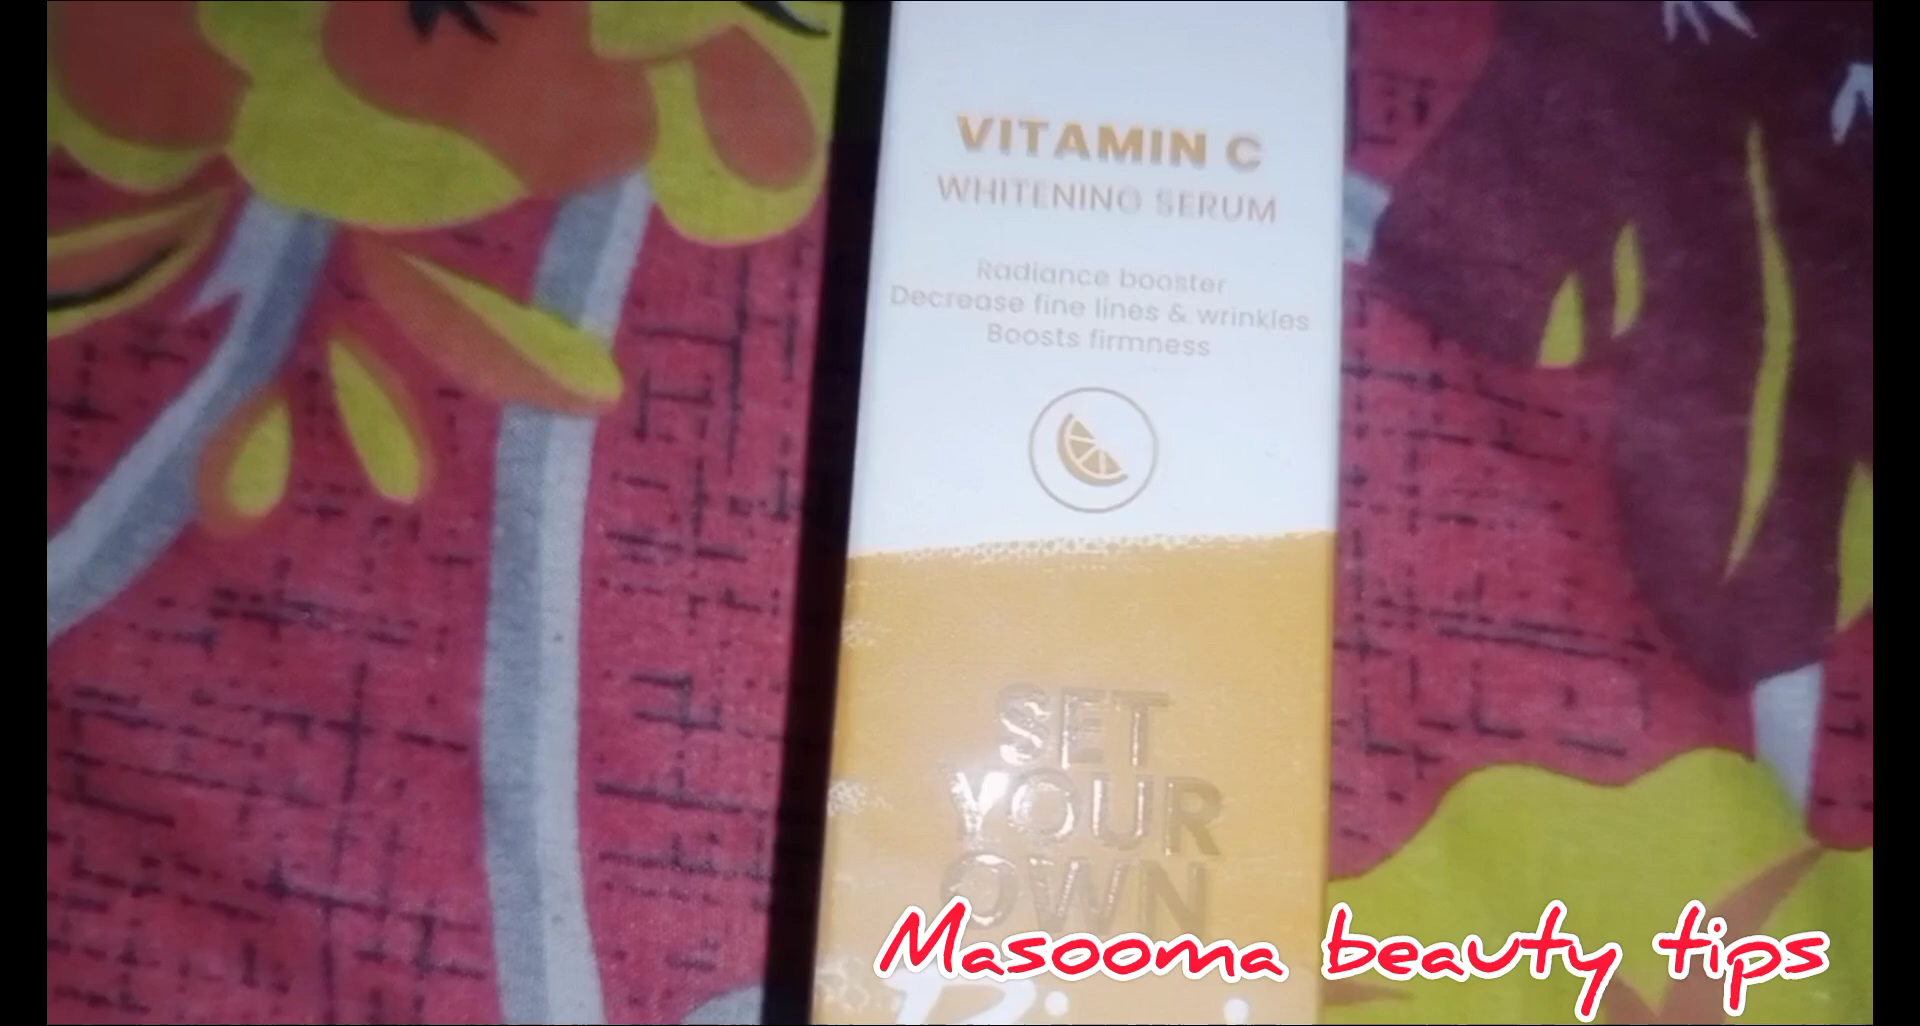 VITAMIN C
WHITENING SERUM
Radiance booster
Decrease fine lines & wrinkles
Boosts firmness
SET
YOUR
OWN
Masooma beauty tips